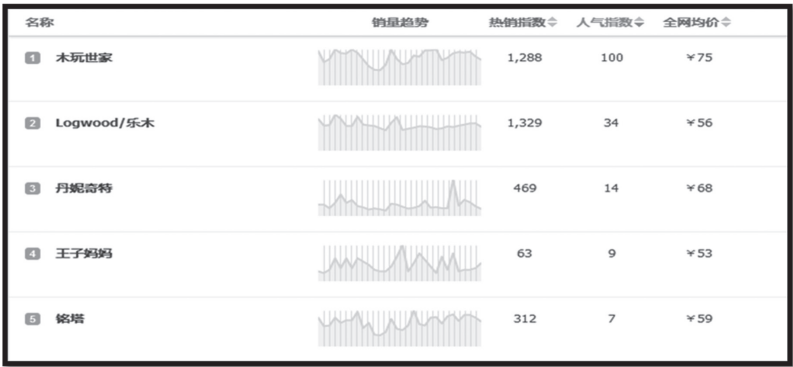 名称 销量趋势 热销指数 人气指数 全网均价
1 木玩世家 1,288 100 ¥75
2 Logwood/乐木 1,329 34 ¥56
3 丹妮奇特 469 14 ¥68
4 王子妈妈 63 9 ¥53
5 铭塔 312 7 ¥59